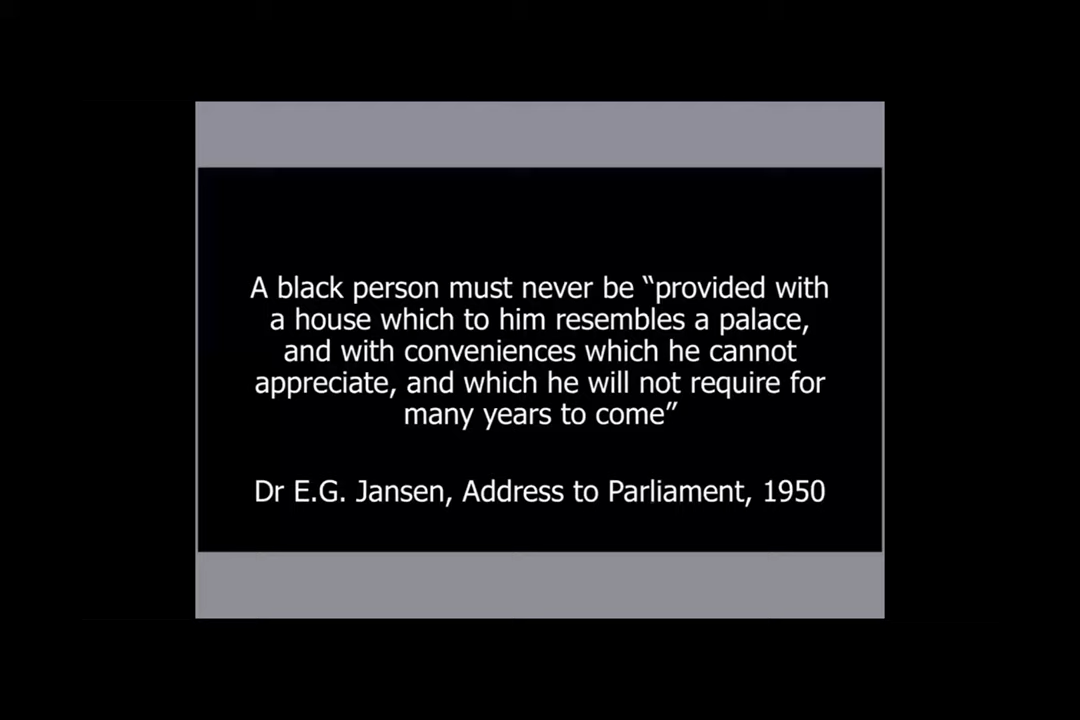 A black person must never be “provided with
a house which to him resembles a palace,
and with conveniences which he cannot
appreciate, and which he will not require for
many years to come”
Dr E.G. Jansen, Address to Parliament, 1950